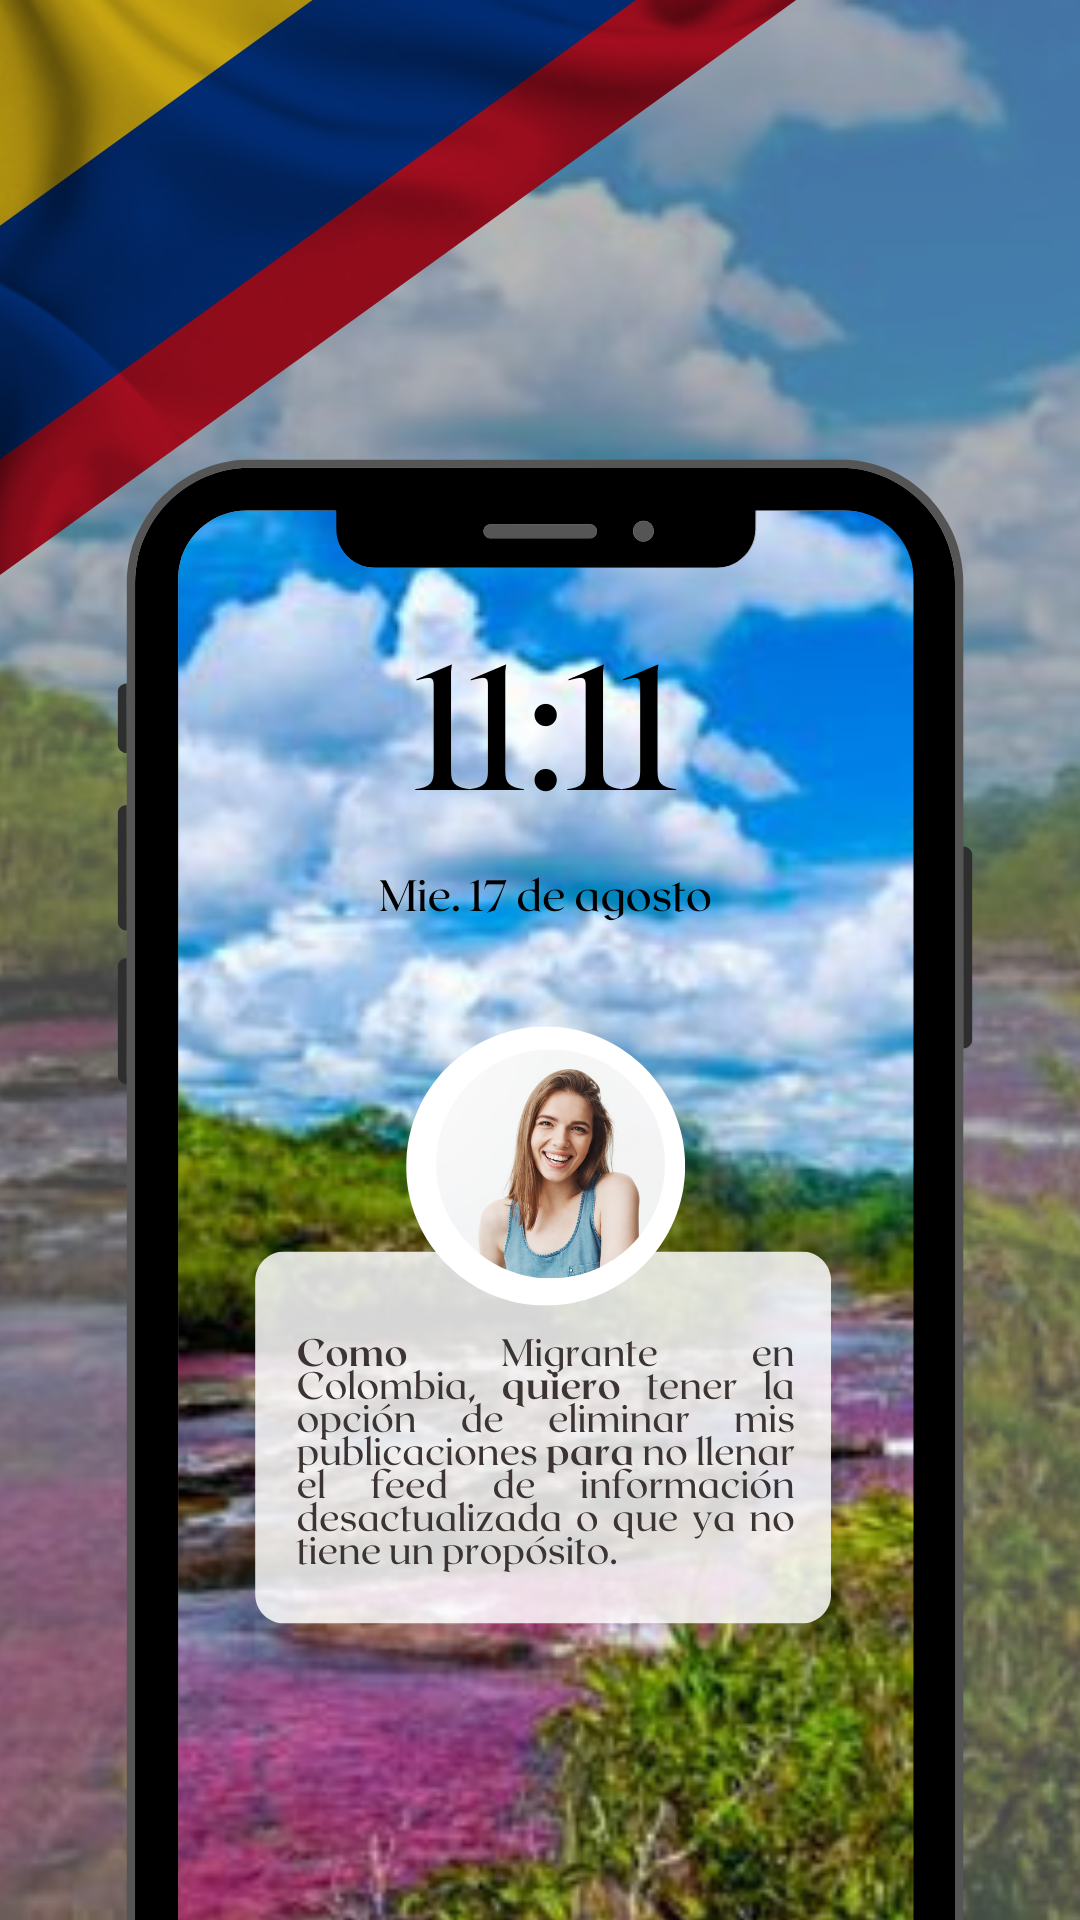 11:11
Mie. 17 de agosto
Como Migrante en
Colombia, quiero tener la
opción de eliminar mis
publicaciones para no llenar
el feed de información
desactualizada o que ya no
tiene un propósito.